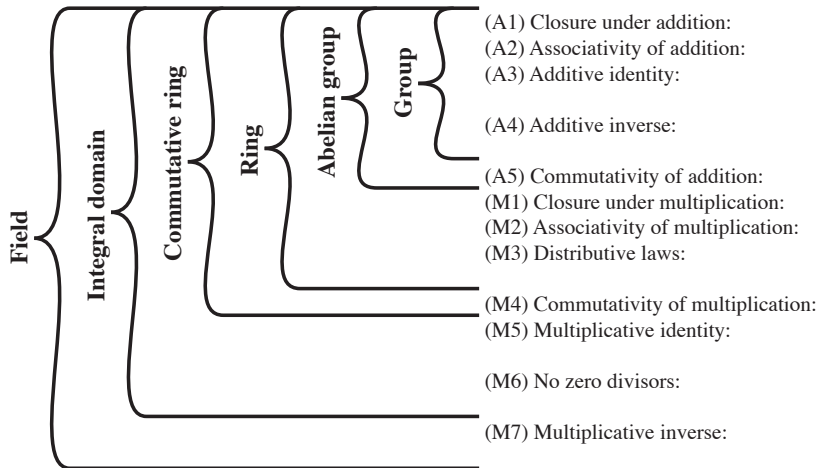 Field
Integral domain
Commutative ring
Ring
Abelian group
Group
(A1) Closure under addition:
(A2) Associativity of addition:
(A3) Additive identity:
(A4) Additive inverse:
(A5) Commutativity of addition:
(M1) Closure under multiplication:
(M2) Associativity of multiplication:
(M3) Distributive laws:
(M4) Commutativity of multiplication:
(M5) Multiplicative identity:
(M6) No zero divisors:
(M7) Multiplicative inverse: